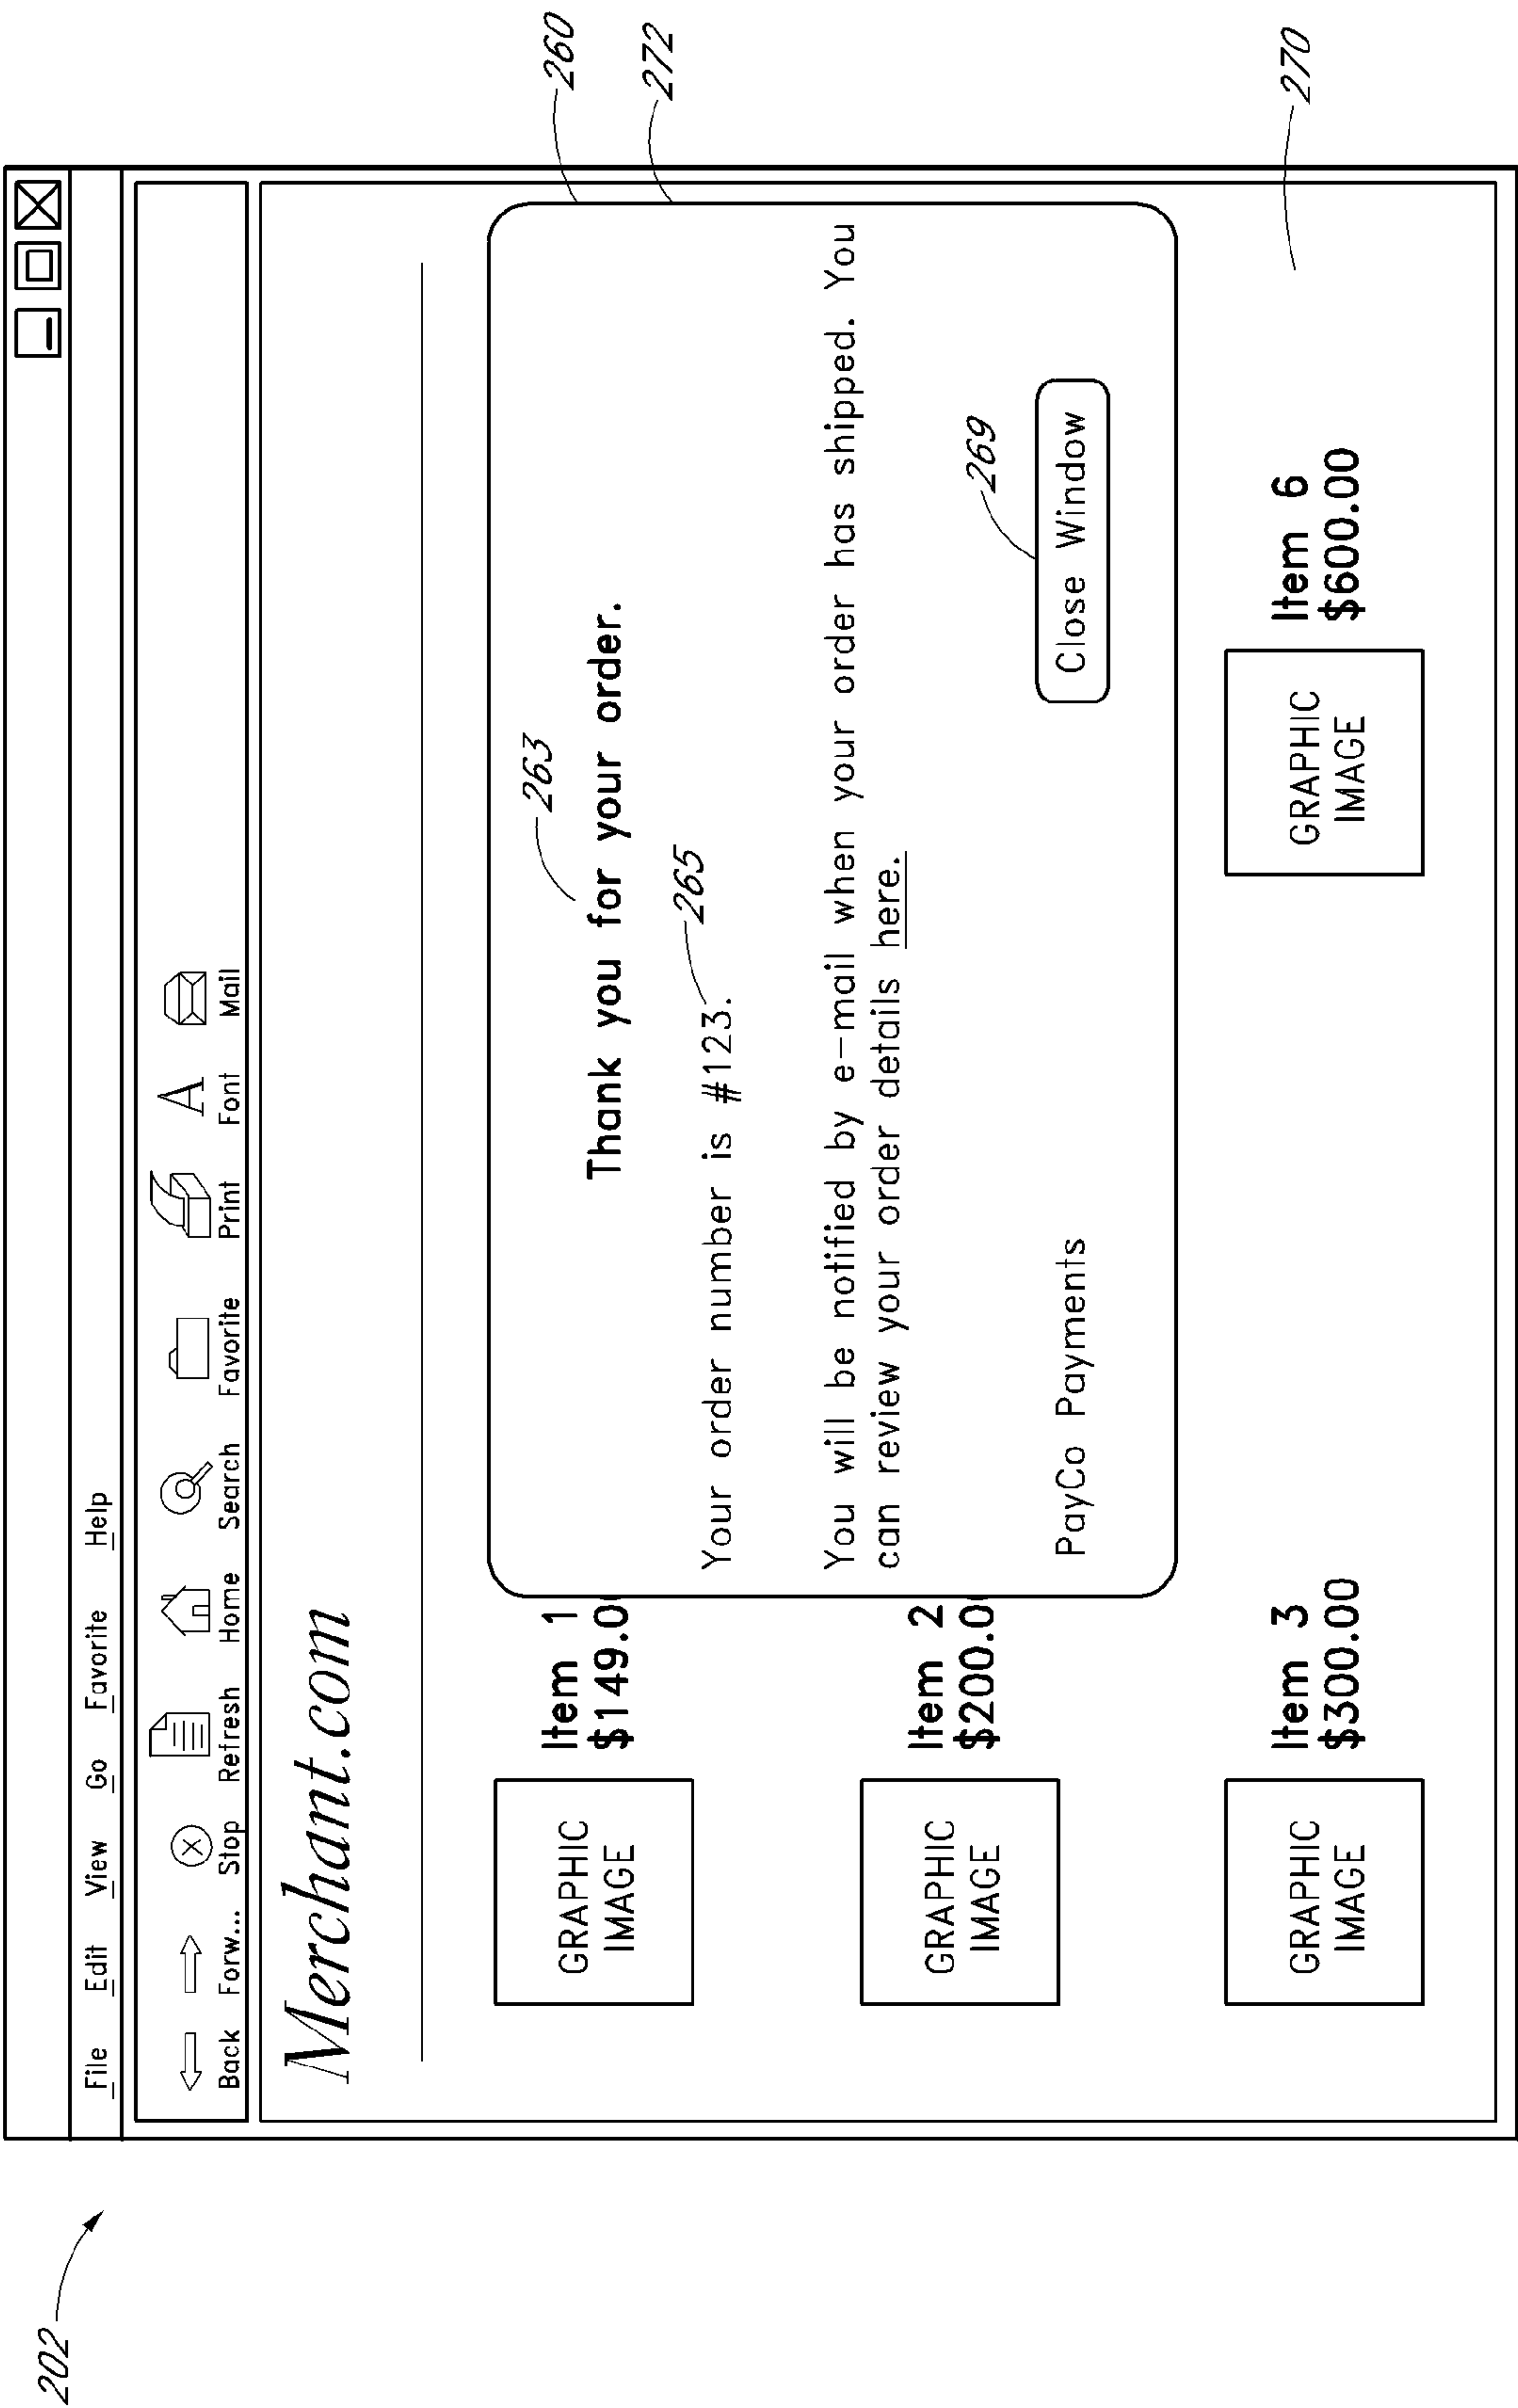 202
File Edit View Go Favorite Help
Back Forw... Stop Refresh Home Search Favorite Print Font Mail
Merchant.com
260
272
263
Thank you for your order.
265
Your order number is #123.
You will be notified by e-mail when your order has shipped. You
can review your order details here.
269
PayCo Payments
Close Window
GRAPHIC
IMAGE
Item 1
$149.0
GRAPHIC
IMAGE
Item 2
$200.0
GRAPHIC
IMAGE
Item 3
$300.00
GRAPHIC
IMAGE
Item 6
$600.00
270